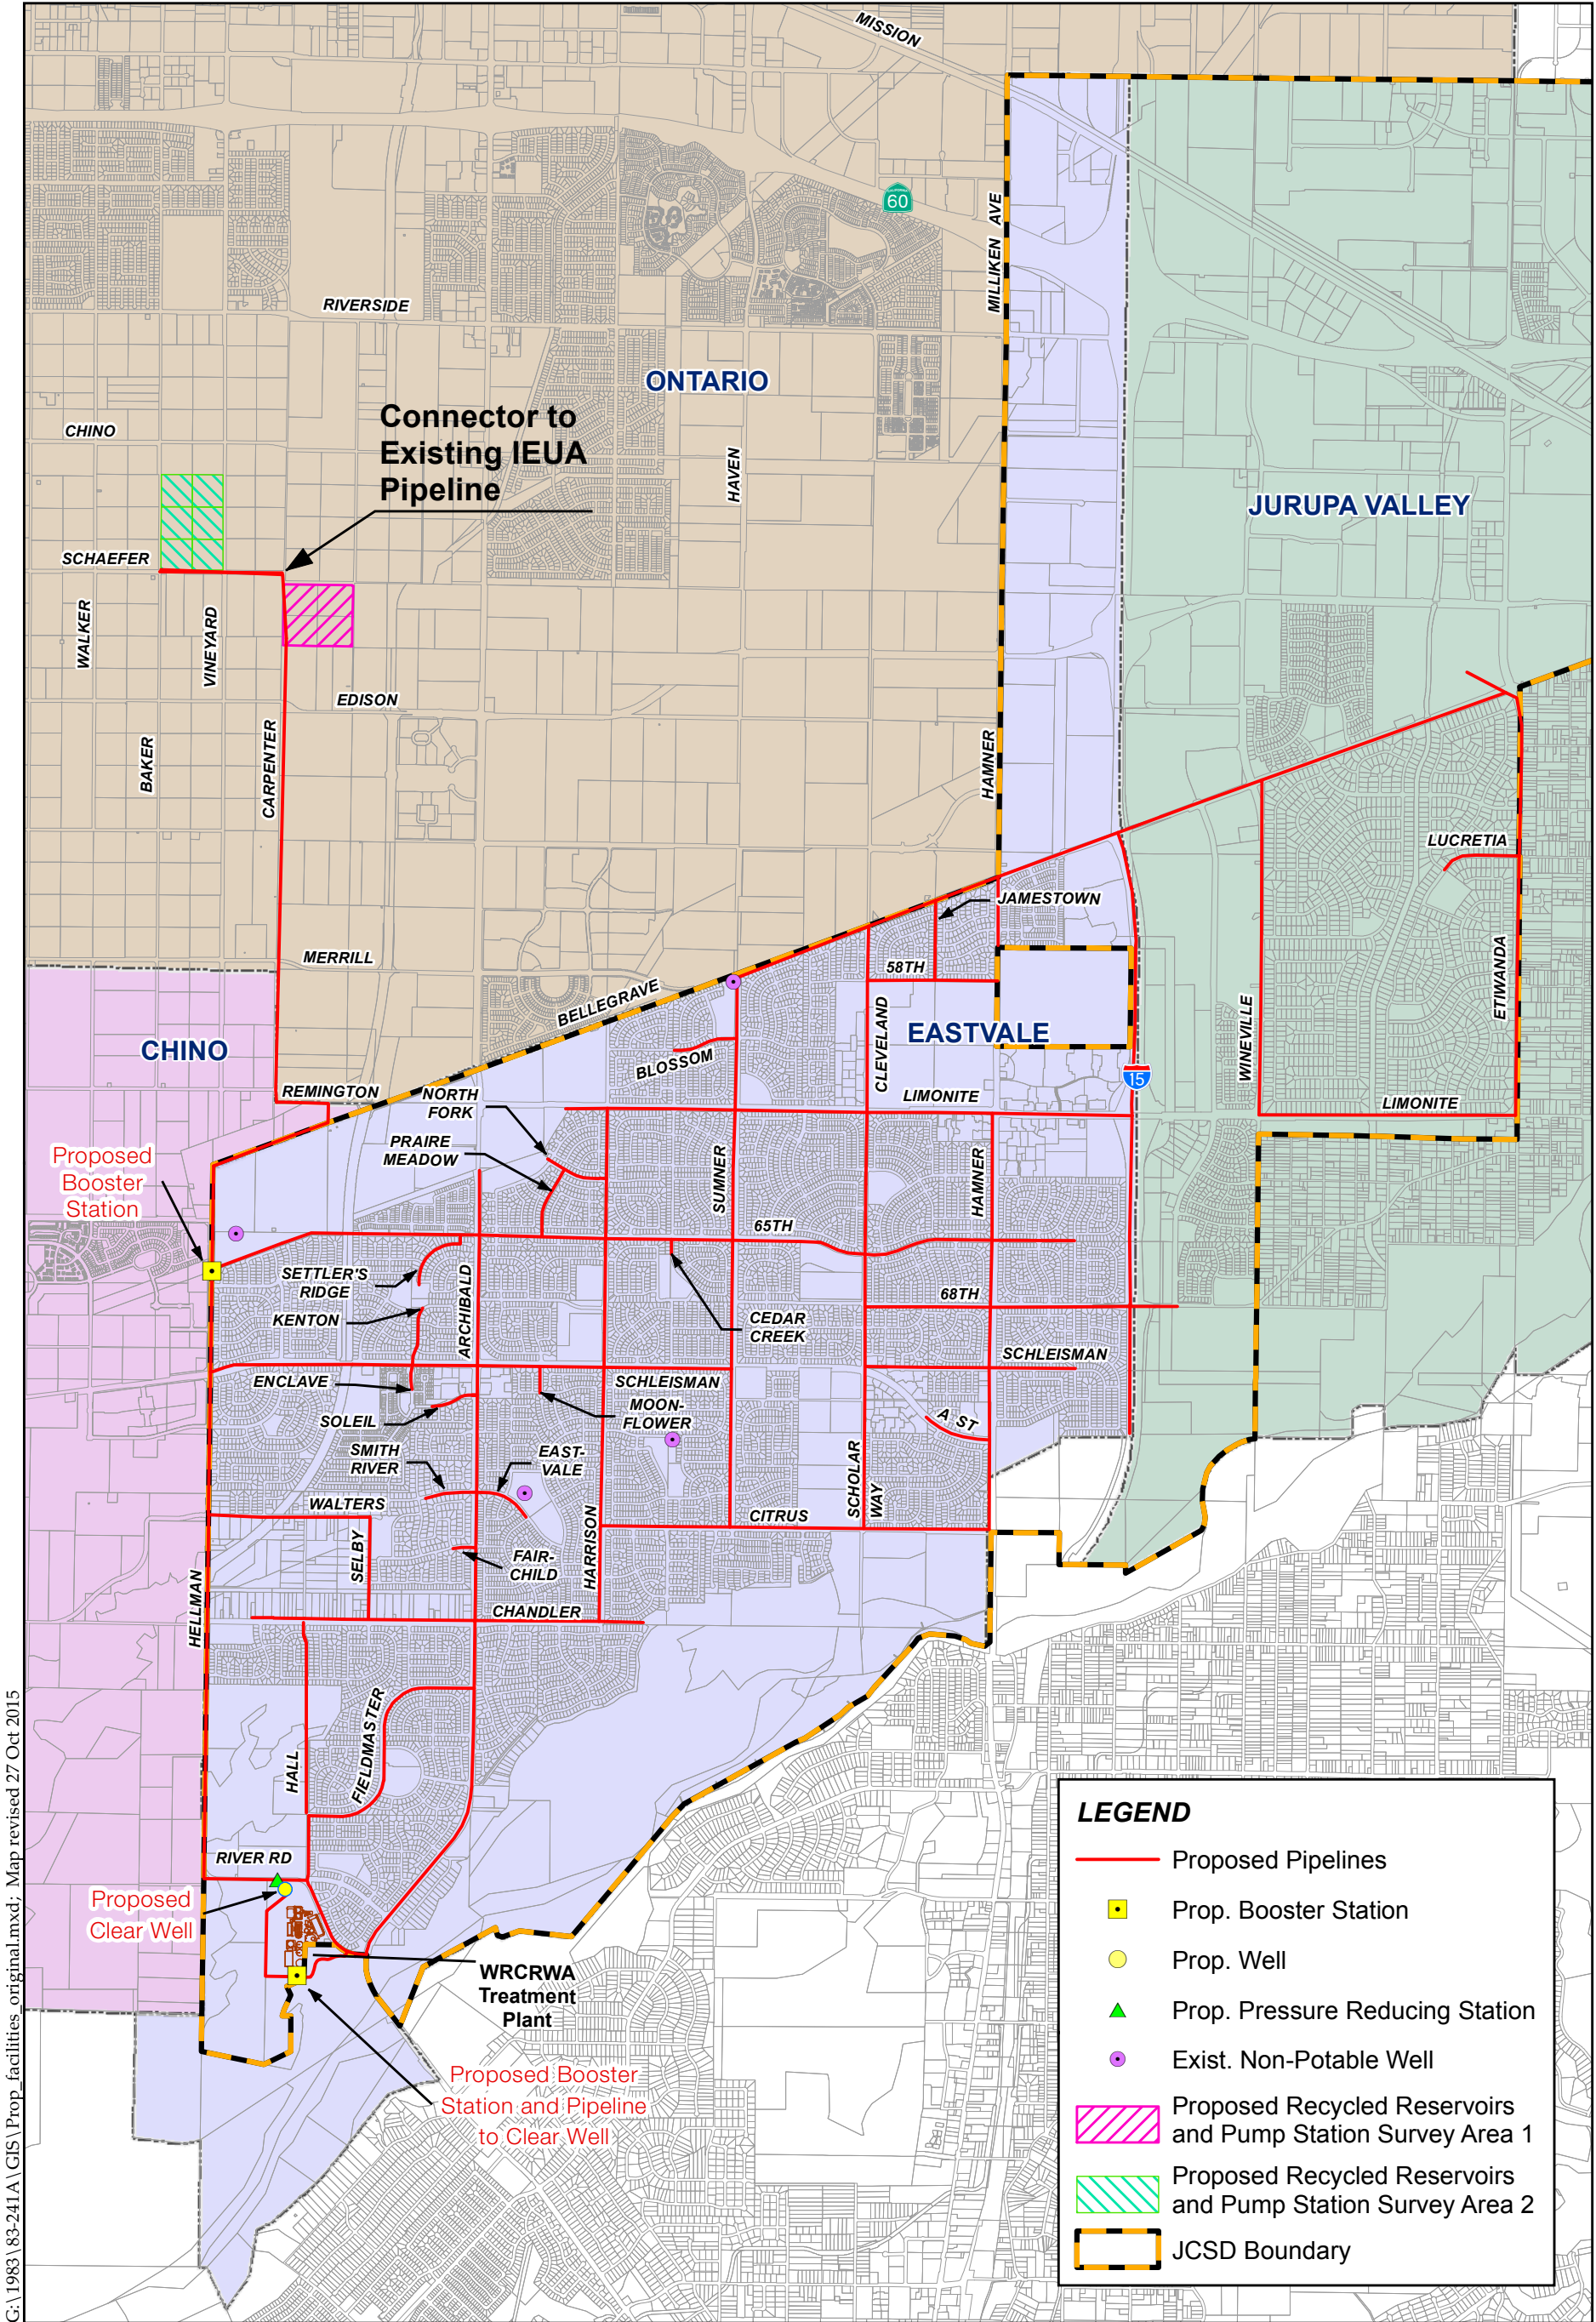 MISSION
60
MILLIKEN AVE
RIVERSIDE
ONTARIO
Connector to
Existing IEUA
Pipeline
CHINO
HAVEN
JURUPA VALLEY
SCHAEFER
WALKER
VINEYARD
EDISON
BAKER
CARPENTER
HAMNER
LUCRETIA
JAMESTOWN
MERRILL
58TH
BELLEGRAVE
ETIWANDA
CHINO
EASTVALE
BLOSSOM
CLEVELAND
WINEVILLE
15
REMINGTON
NORTH
FORK
LIMONITE
LIMONITE
PRAIRE
MEADOW
Proposed
Booster
Station
SUMNER
HAMNER
65TH
SETTLER'S
RIDGE
ARCHIBALD
68TH
KENTON
CEDAR
CREEK
SCHLEISMAN
ENCLAVE
SCHLEISMAN
SOLEIL
MOON-
FLOWER
A ST
SMITH
RIVER
EAST-
VALE
SCHOLAR
WAY
WALTERS
CITRUS
SELBY
HARRISON
FAIR-
CHILD
HELLMAN
CHANDLER
FIELDMASTER
HALL
RIVER RD
Proposed
Clear Well
WRCRWA
Treatment
Plant
Proposed Booster
Station and Pipeline
to Clear Well
LEGEND
Proposed Pipelines
Prop. Booster Station
Prop. Well
Prop. Pressure Reducing Station
Exist. Non-Potable Well
Proposed Recycled Reservoirs
and Pump Station Survey Area 1
Proposed Recycled Reservoirs
and Pump Station Survey Area 2
JCSD Boundary
G:\1983\83-241A\GIS\Prop_facilities_original.mxd; Map revised 27 Oct 2015